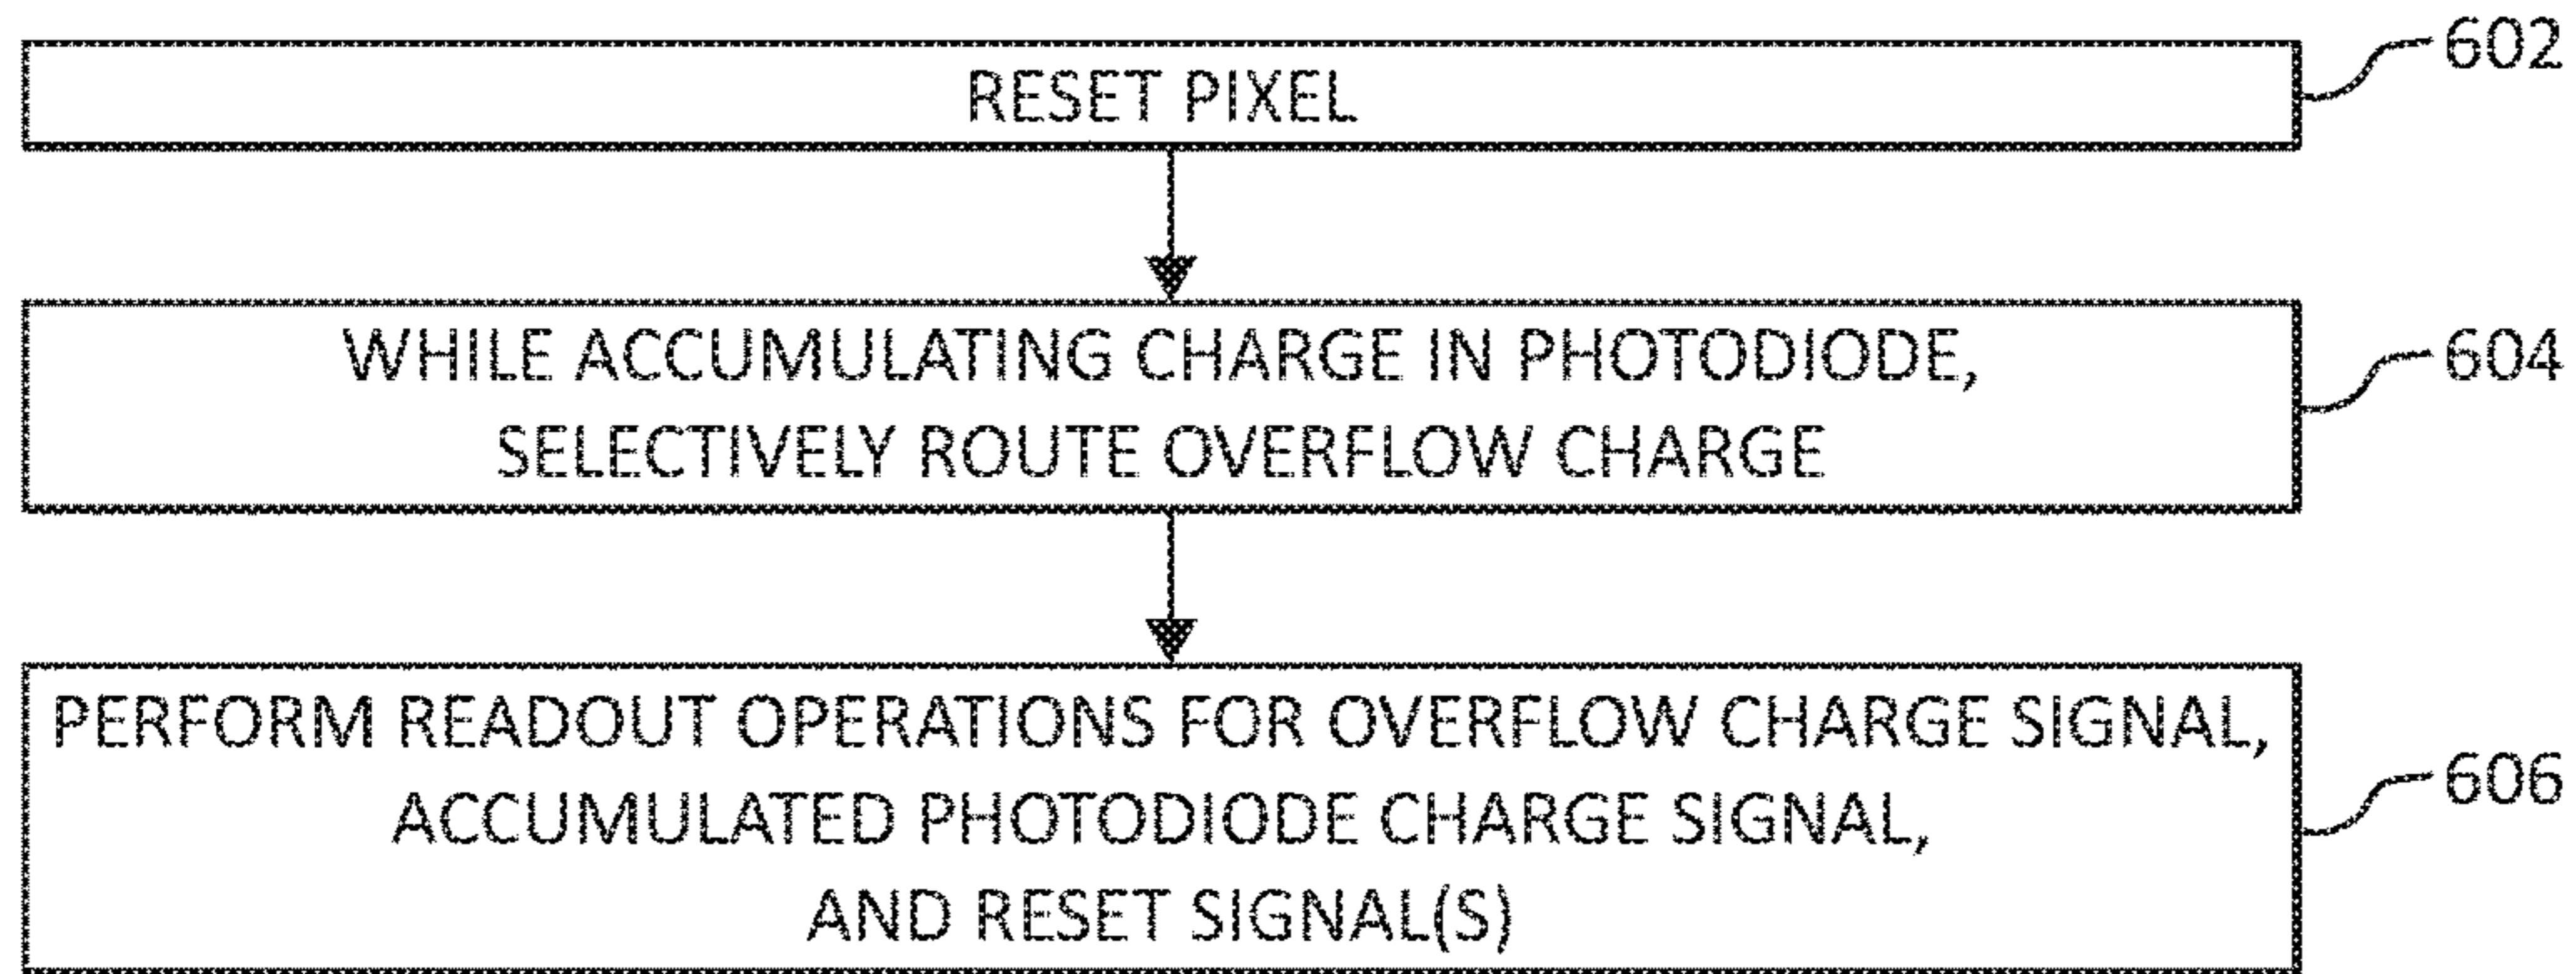 RESET PIXEL
602
WHILE ACCUMULATING CHARGE IN PHOTODIODE,
SELECTIVELY ROUTE OVERFLOW CHARGE
604
PERFORM READOUT OPERATIONS FOR OVERFLOW CHARGE SIGNAL,
ACCUMULATED PHOTODIODE CHARGE SIGNAL,
AND RESET SIGNAL(S)
606